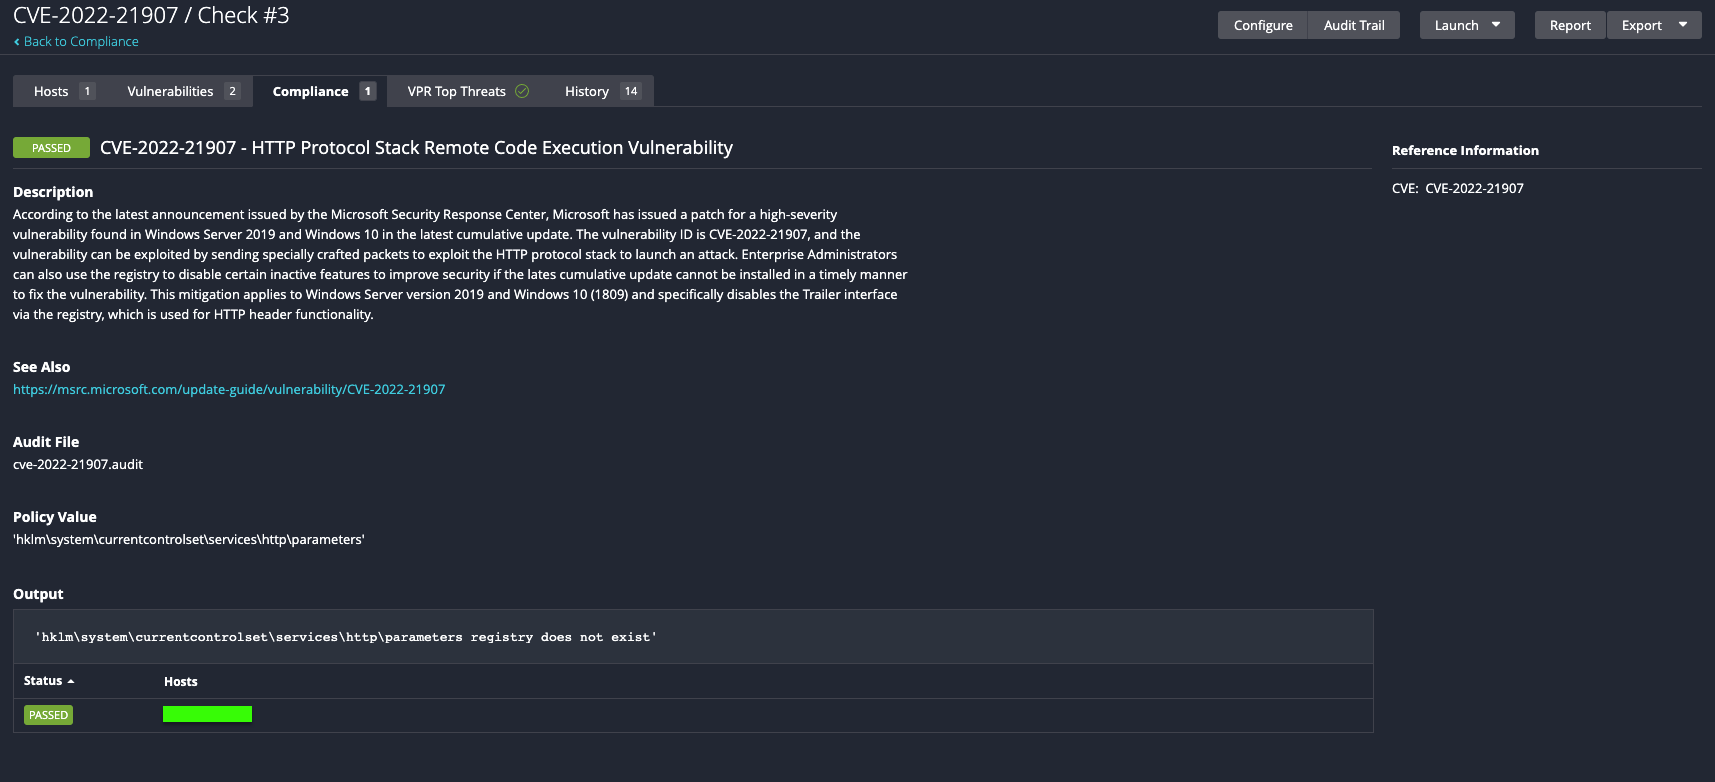 CVE-2022-21907 / Check #3
Back to Compliance
Configure Audit Trail Launch Report Export
Hosts 1 Vulnerabilities 2 Compliance 1 VPR Top Threats History 14
PASSED CVE-2022-21907 - HTTP Protocol Stack Remote Code Execution Vulnerability
Description
According to the latest announcement issued by the Microsoft Security Response Center, Microsoft has issued a patch for a high-severity
vulnerability found in Windows Server 2019 and Windows 10 in the latest cumulative update. The vulnerability ID is CVE-2022-21907, and the
vulnerability can be exploited by sending specially crafted packets to exploit the HTTP protocol stack to launch an attack. Enterprise Administrators
can also use the registry to disable certain inactive features to improve security if the lates cumulative update cannot be installed in a timely manner
to fix the vulnerability. This mitigation applies to Windows Server version 2019 and Windows 10 (1809) and specifically disables the Trailer interface
via the registry, which is used for HTTP header functionality.
See Also
https://msrc.microsoft.com/update-guide/vulnerability/CVE-2022-21907
Audit File
cve-2022-21907.audit
Policy Value
'hklm\system\currentcontrolset\services\http\parameters'
Output
'hklm\system\currentcontrolset\services\http\parameters registry does not exist'
Status Hosts
PASSED
Reference Information
CVE: CVE-2022-21907